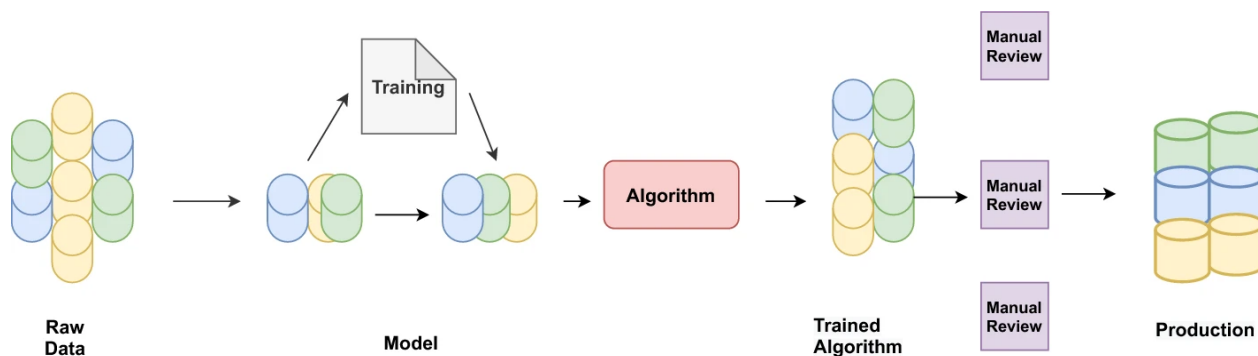 Manual
Review
Training
Algorithm
Manual
Review
Manual
Review
Raw
Data
Model
Trained
Algorithm
Production